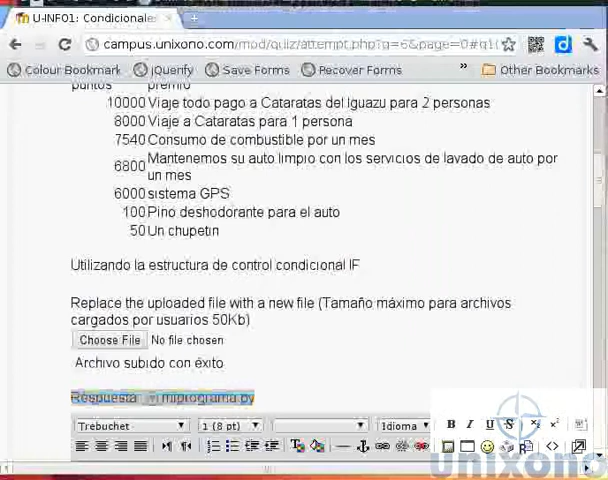 U-INFO1: Condicionales
campus.unixono.com/mod/quiz/attempt.php?q=6&page=0#q1
Colour Bookmark jQuerify Save Forms Recover Forms » Other Bookmarks
puntos premio
10000 Viaje todo pago a Cataratas del Iguazu para 2 personas
8000 Viaje a Cataratas para 1 persona
7540 Consumo de combustible por un mes
6800 Mantenemos su auto limpio con los servicios de lavado de auto por
un mes
6000 sistema GPS
100 Pino deshodorante para el auto
50 Un chupetin
Utilizando la estructura de control condicional IF
Replace the uploaded file with a new file (Tamaño máximo para archivos
cargados por usuarios 50Kb)
Choose File No file chosen
Archivo subido con éxito
Respuesta miprograma.py
Trebuchet 1 (8 pt) Idioma B I U S
unixono